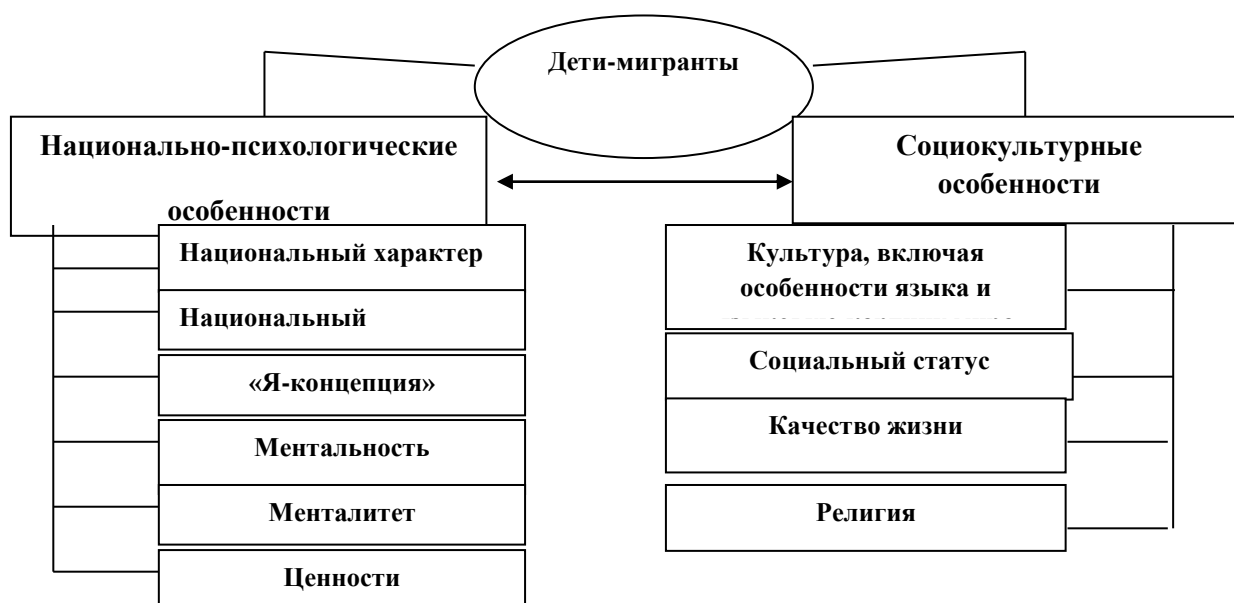 Дети-мигранты
Национально-психологические
особенности
Социокультурные
особенности
Национальный характер
Национальный
«Я-концепция»
Ментальность
Менталитет
Ценности
Культура, включая
особенности языка и
Социальный статус
Качество жизни
Религия